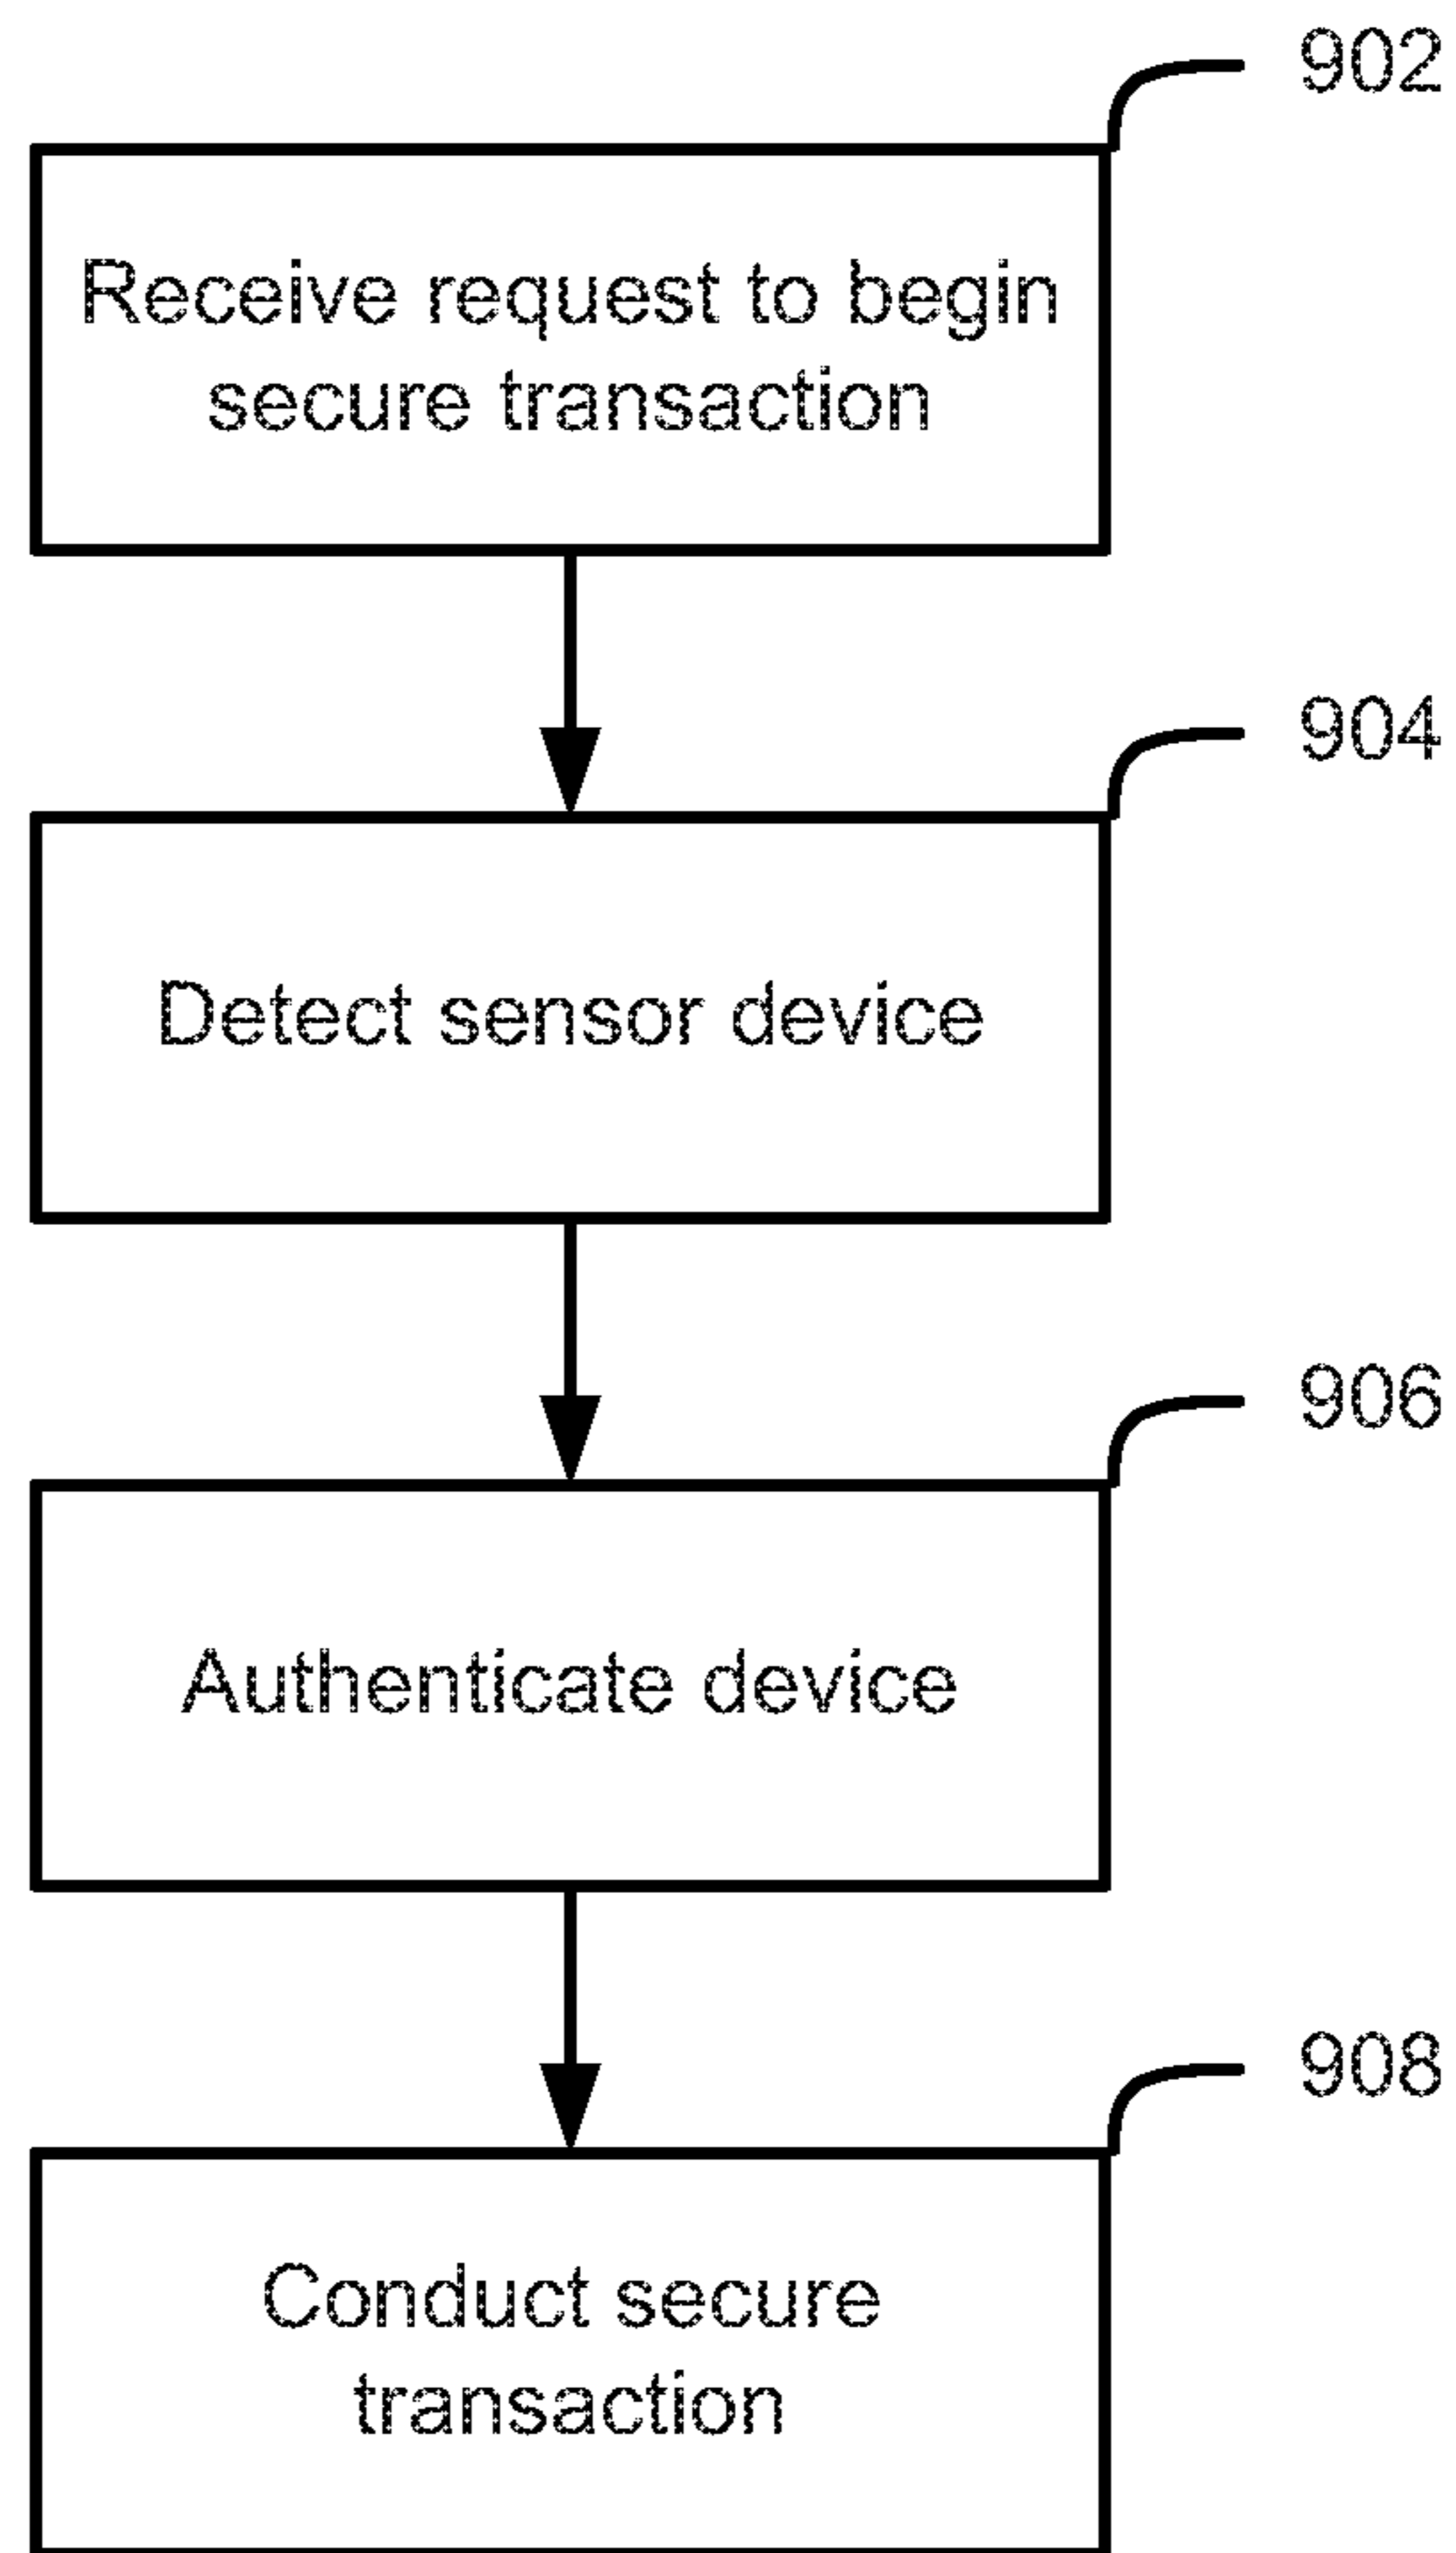 902
Receive request to begin
secure transaction
904
Detect sensor device
906
Authenticate device
908
Conduct secure
transaction